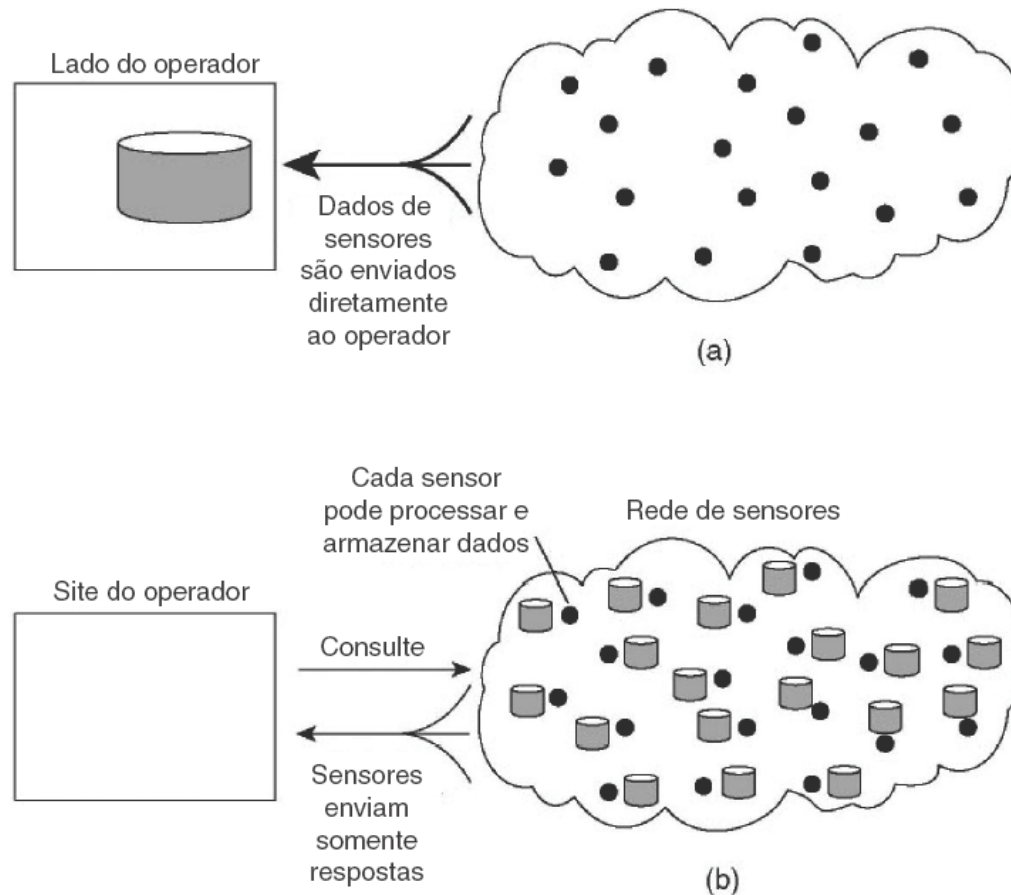 Lado do operador
Dados de
sensores
são enviados
diretamente
ao operador
(a)
Cada sensor
pode processar e
armazenar dados
Rede de sensores
Site do operador
Consulte
Sensores
enviam
somente
respostas
(b)